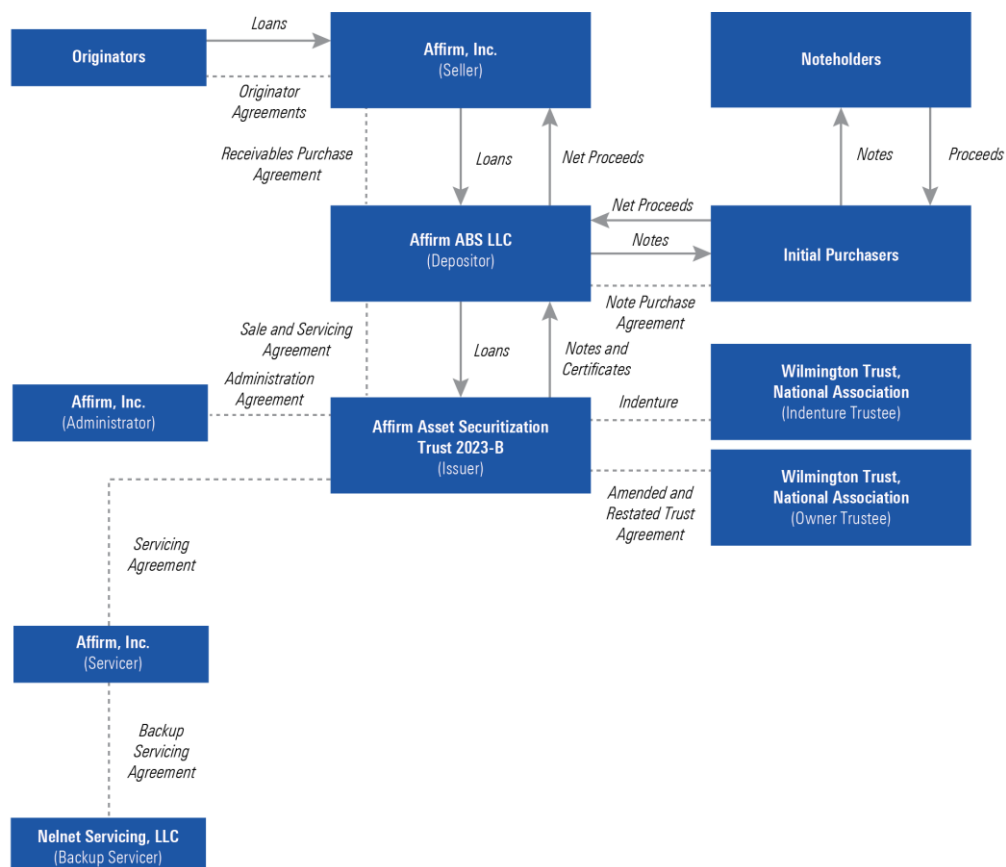 Loans
Originators
Affirm, Inc.
(Seller)
Noteholders
Originator
Agreements
Receivables Purchase
Agreement
Loans
Net Proceeds
Notes
Proceeds
Affirm ABS LLC
(Depositor)
Net Proceeds
Notes
Initial Purchasers
Note Purchase
Agreement
Sale and Servicing
Agreement
Loans
Notes and
Certificates
Administration
Agreement
Affirm, Inc.
(Administrator)
Affirm Asset Securitization
Trust 2023-B
(Issuer)
Indenture
Wilmington Trust,
National Association
(Indenture Trustee)
Amended and
Restated Trust
Agreement
Wilmington Trust,
National Association
(Owner Trustee)
Servicing
Agreement
Affirm, Inc.
(Servicer)
Backup
Servicing
Agreement
Nelnet Servicing, LLC
(Backup Servicer)